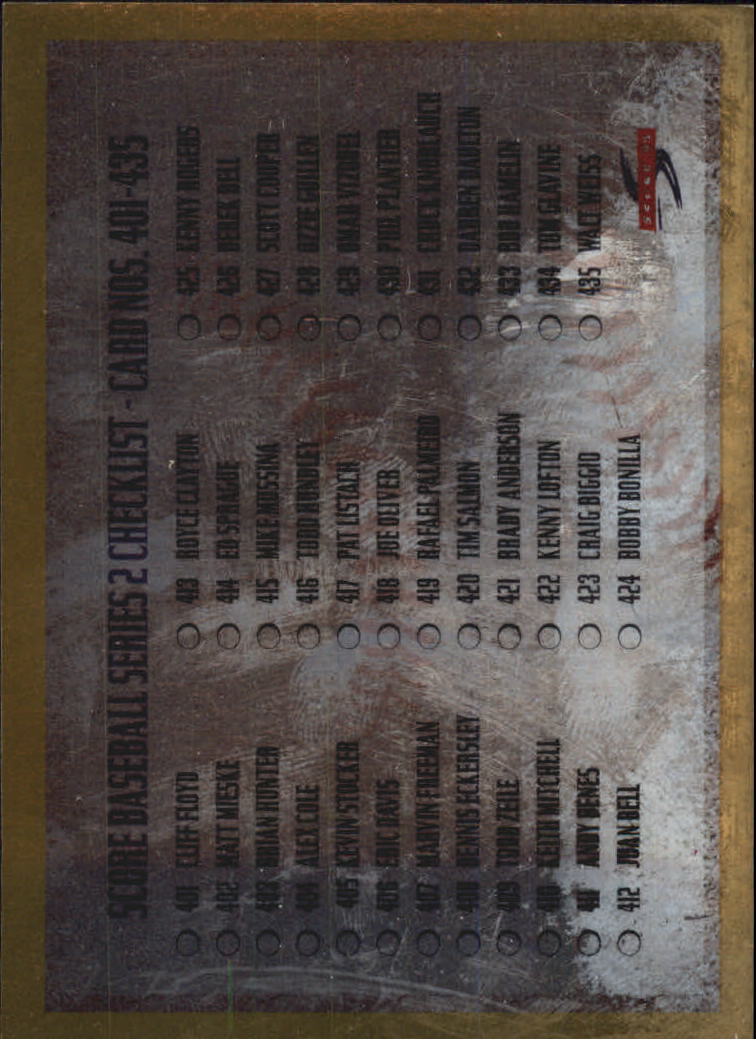 SCORE BASEBALL SERIES 2 CHECKLIST - CARD NOS. 401-435
401 CLIFF FLOYD
402 MATT MIESKE
403 BRIAN HUNTER
404 ALEX COLE
405 KEVIN STOCKER
406 ERIC DAVIS
407 MARVIN FREEMAN
408 DENNIS ECKERSLEY
409 TODD ZEILE
410 KEITH MITCHELL
411 ANDY BENES
412 JUAN BELL
413 ROYCE CLAYTON
414 ED SPRAGUE
415 MIKE MUSSINA
416 TODD HUNDLEY
417 PAT LISTACH
418 JOE OLIVER
419 RAFAEL PALMEIRO
420 TIM SALMON
421 BRADY ANDERSON
422 KENNY LOFTON
423 CRAIG BIGGIO
424 BOBBY BONILLA
425 KENNY ROGERS
426 DEREK BELL
427 SCOTT COOPER
428
429 OMAR VIZQUEL
430
431 CHUCK KNOBLAUCH
432 DARREN DAULTON
433 BOB HAMELIN
434 TOM GLAVINE
435 WALT WEISS
SCORE 95